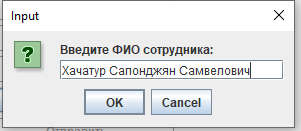 Input
Введите ФИО сотрудника:
Хачатур Сапонджян Самвелович
OK
Cancel